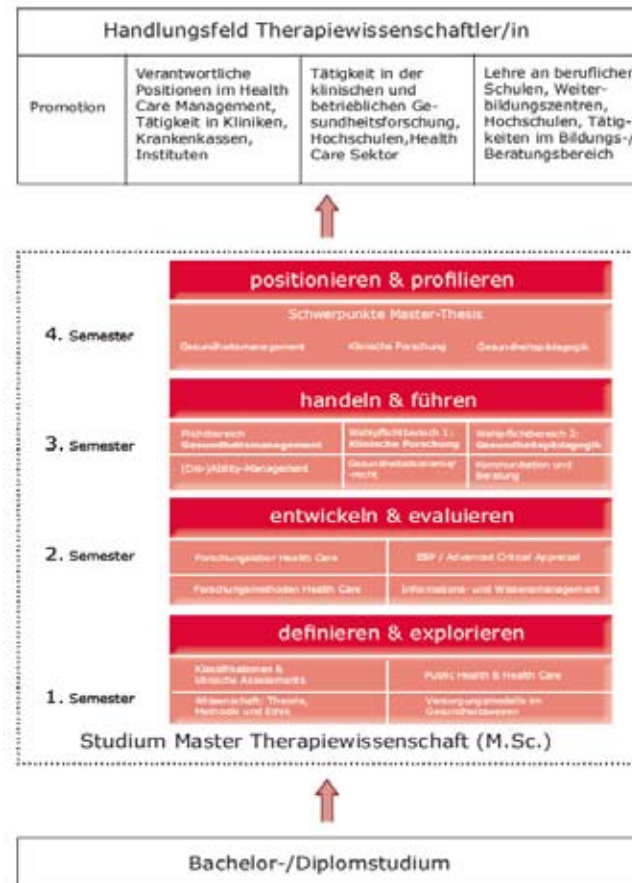 Handlungsfeld Therapiewissenschaftler/in
Promotion
Verantwortliche
Positionen im Health
Care Management,
Tätigkeit in Kliniken,
Krankenkassen,
Instituten
Tätigkeit in der
klinischen und
betrieblichen Ge-
sundheitsforschung,
Hochschulen,Health
Care Sektor
Lehre an beruflichen
Schulen, Weiter-
bildungszentren,
Hochschulen, Tätig-
keiten im Bildungs-/
Beratungsbereich
positionieren & profilieren
4. Semester
Schwerpunkte Master-Thesis
Gesundheitsmanagement
Klinische Forschung
Gesundheitspädagogik
handeln & führen
3. Semester
Pflichtbereich
Gesundheitsmanagement
Wahlpflichtbereich 1:
Klinische Forschung
Wahlpflichtbereich 2:
Gesundheitspädagogik
(Dis-)Ability-Management
Gesundheitsökonomie/
-recht
Kommunikation und
Beratung
entwickeln & evaluieren
2. Semester
Forschungslabor Health Care
EBP / Advanced Critical Appraisal
Forschungsmethoden Health Care
Informations- und Wissensmanagement
definieren & explorieren
Klassifikationen &
klinische Assessments
Public Health & Health Care
1. Semester
Wissenschaft: Theorie,
Methodik und Ethik
Versorgungsmodelle im
Gesundheitswesen
Studium Master Therapiewissenschaft (M.Sc.)
Bachelor-/Diplomstudium